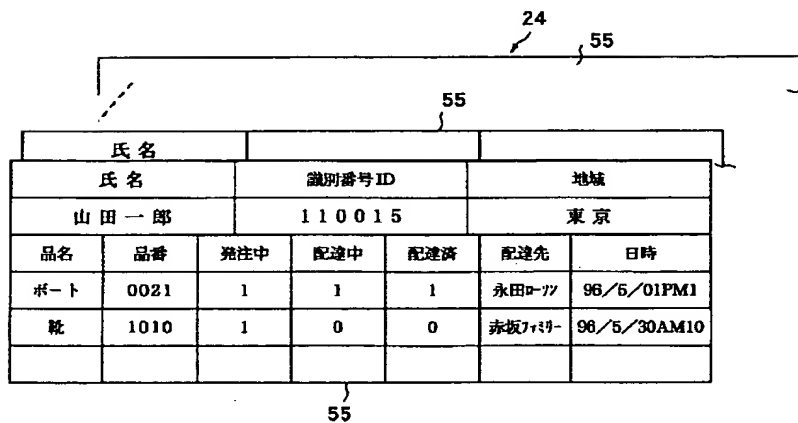 24
55
55
氏名
氏名 識別番号ID 地域
山田一郎 110015 東京
品名 品番 発注中 配達中 配達済 配達先 日時
ボート 0021 1 1 1 永田ローソン 96/5/01PM1
靴 1010 1 0 0 赤坂ファミリー 96/5/30AM10
55